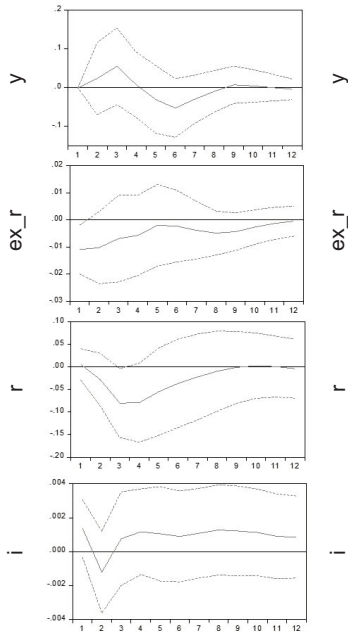 .2
y
.1
.0
-.1
y
1 2 3 4 5 6 7 8 9 10 11 12
.02
ex_r
.01
.00
-.01
-.02
-.03
ex_r
1 2 3 4 5 6 7 8 9 10 11 12
.10
r
.05
.00
-.05
-.10
-.15
-.20
r
1 2 3 4 5 6 7 8 9 10 11 12
.004
i
.002
.000
-.002
-.004
i
1 2 3 4 5 6 7 8 9 10 11 12